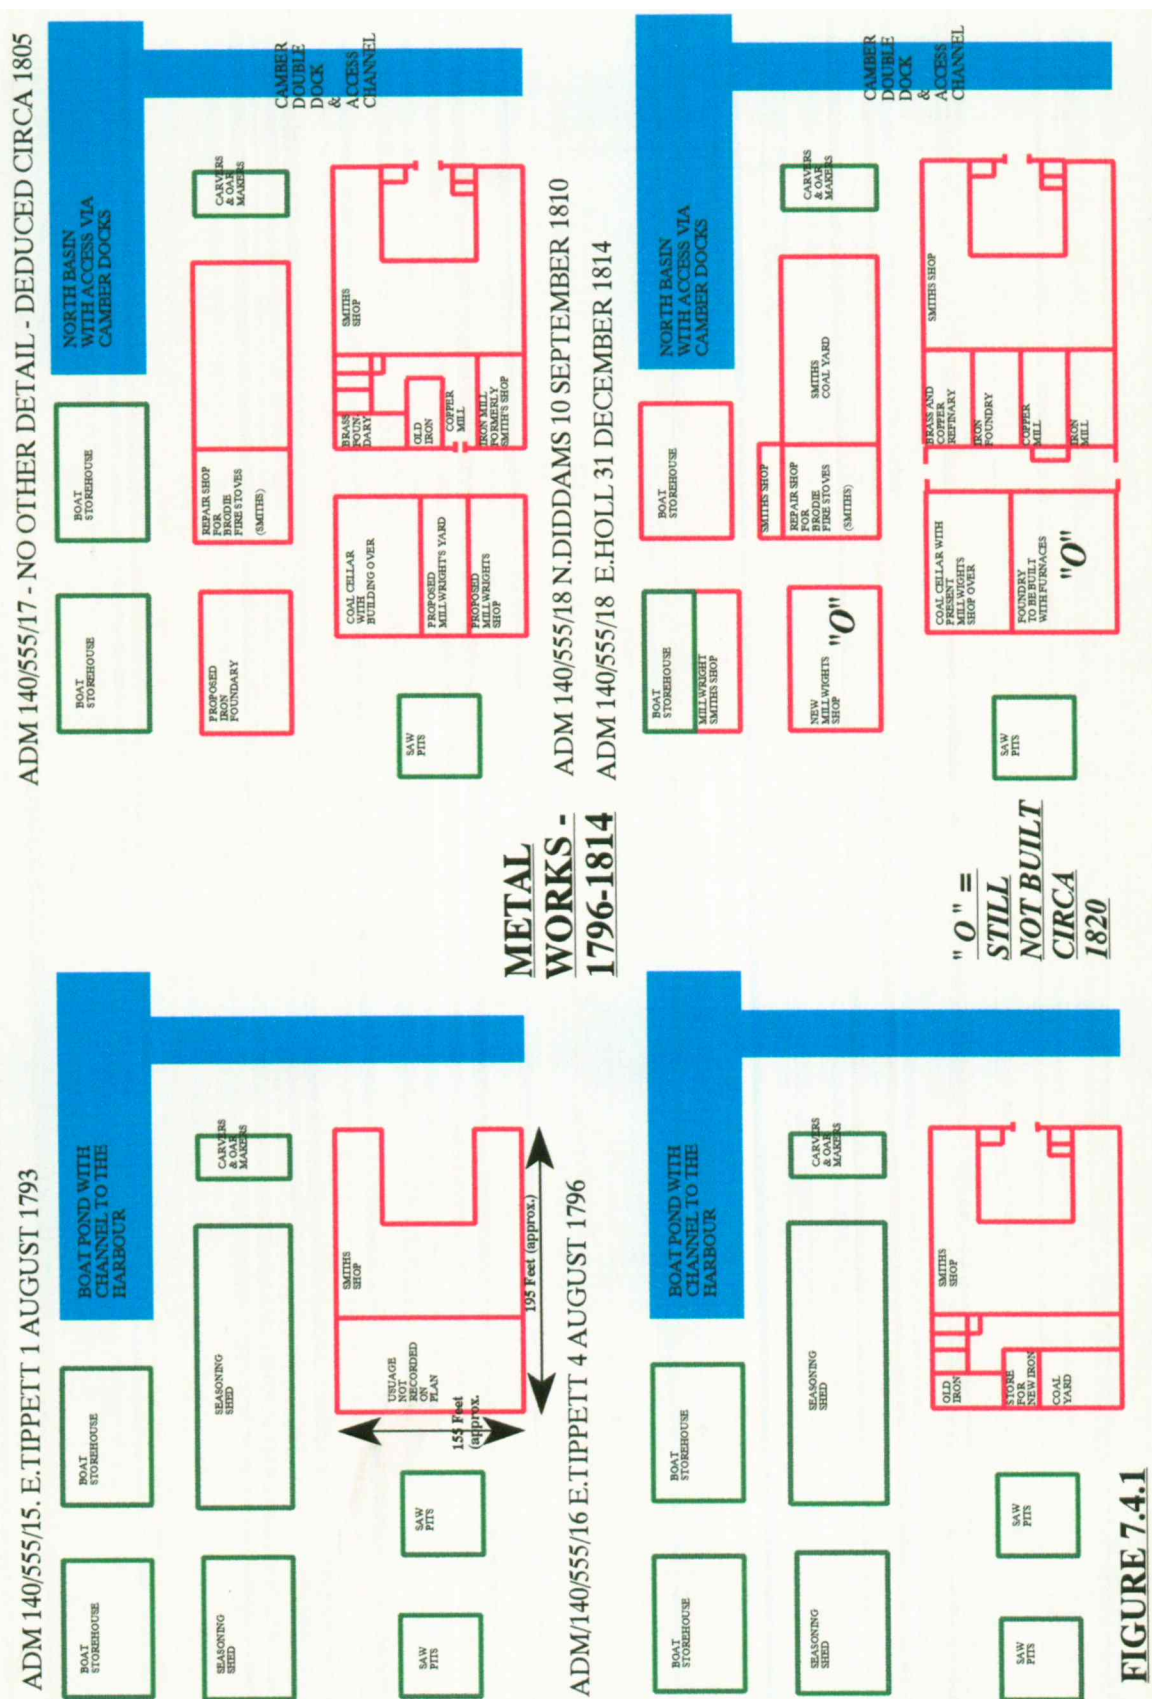 ADM 140/555/15. E.TIPPETT 1 AUGUST 1793
BOAT
STOREHOUSE
BOAT
STOREHOUSE
BOAT POND WITH
CHANNEL TO THE
HARBOUR
SEASONING
SHED
SEASONING
SHED
CARVERS
& OAR
MAKERS
SAW
PITS
SAW
PITS
USUAGE
NOT
RECORDED
ON
PLAN
SMITHS
SHOP
155 Feet
(approx.
195 Feet (approx.)
ADM 140/555/17 - NO OTHER DETAIL - DEDUCED CIRCA 1805
BOAT
STOREHOUSE
BOAT
STOREHOUSE
NORTH BASIN
WITH ACCESS VIA
CAMBER DOCKS
PROPOSED
IRON
FOUNDARY
REPAIR SHOP
FOR
BRODIE
FIRE STOVES
(SMITHS)
CARVERS
& OAR
MAKERS
CAMBER
DOUBLE
DOCK
&
ACCESS
CHANNEL
SAW
PITS
COAL CELLAR
WITH
BUILDING OVER
PROPOSED
MILLWRIGHT'S YARD
PROPOSED
MILLWRIGHTS
SHOP
BRASS
FOUN-
DARY
OLD
IRON
COPPER
MILL
IRON MILL
FORMERLY
SMITH'S SHOP
SMITHS
SHOP
METAL
WORKS -
1796-1814
ADM/140/555/16 E.TIPPETT 4 AUGUST 1796
BOAT
STOREHOUSE
BOAT
STOREHOUSE
BOAT POND WITH
CHANNEL TO THE
HARBOUR
SEASONING
SHED
SEASONING
SHED
CARVERS
& OAR
MAKERS
SAW
PITS
SAW
PITS
OLD
IRON
STORE
FOR
NEW IRON
COAL
YARD
SMITHS
SHOP
FIGURE 7.4.1
ADM 140/555/18 N.DIDDAMS 10 SEPTEMBER 1810
ADM 140/555/18 E.HOLL 31 DECEMBER 1814
BOAT
STOREHOUSE
MILLWRIGHT
SMITHS SHOP
BOAT
STOREHOUSE
NORTH BASIN
WITH ACCESS VIA
CAMBER DOCKS
NEW
MILLWIGHTS
SHOP
"O"
SMITHS SHOP
REPAIR SHOP
FOR
BRODIE
FIRE STOVES
(SMITHS)
SMITHS
COAL YARD
CARVERS
& OAR
MAKERS
CAMBER
DOUBLE
DOCK
&
ACCESS
CHANNEL
SAW
PITS
COAL CELLAR WITH
PRESENT
MILLWIGHTS
SHOP OVER
FOUNDRY
TO BE BUILT
WITH FURNACES
"O"
BRASS AND
COPPER
REFINARY
IRON
FOUNDRY
COPPER
MILL
IRON
MILL
SMITHS SHOP
"O" =
STILL
NOT BUILT
CIRCA
1820